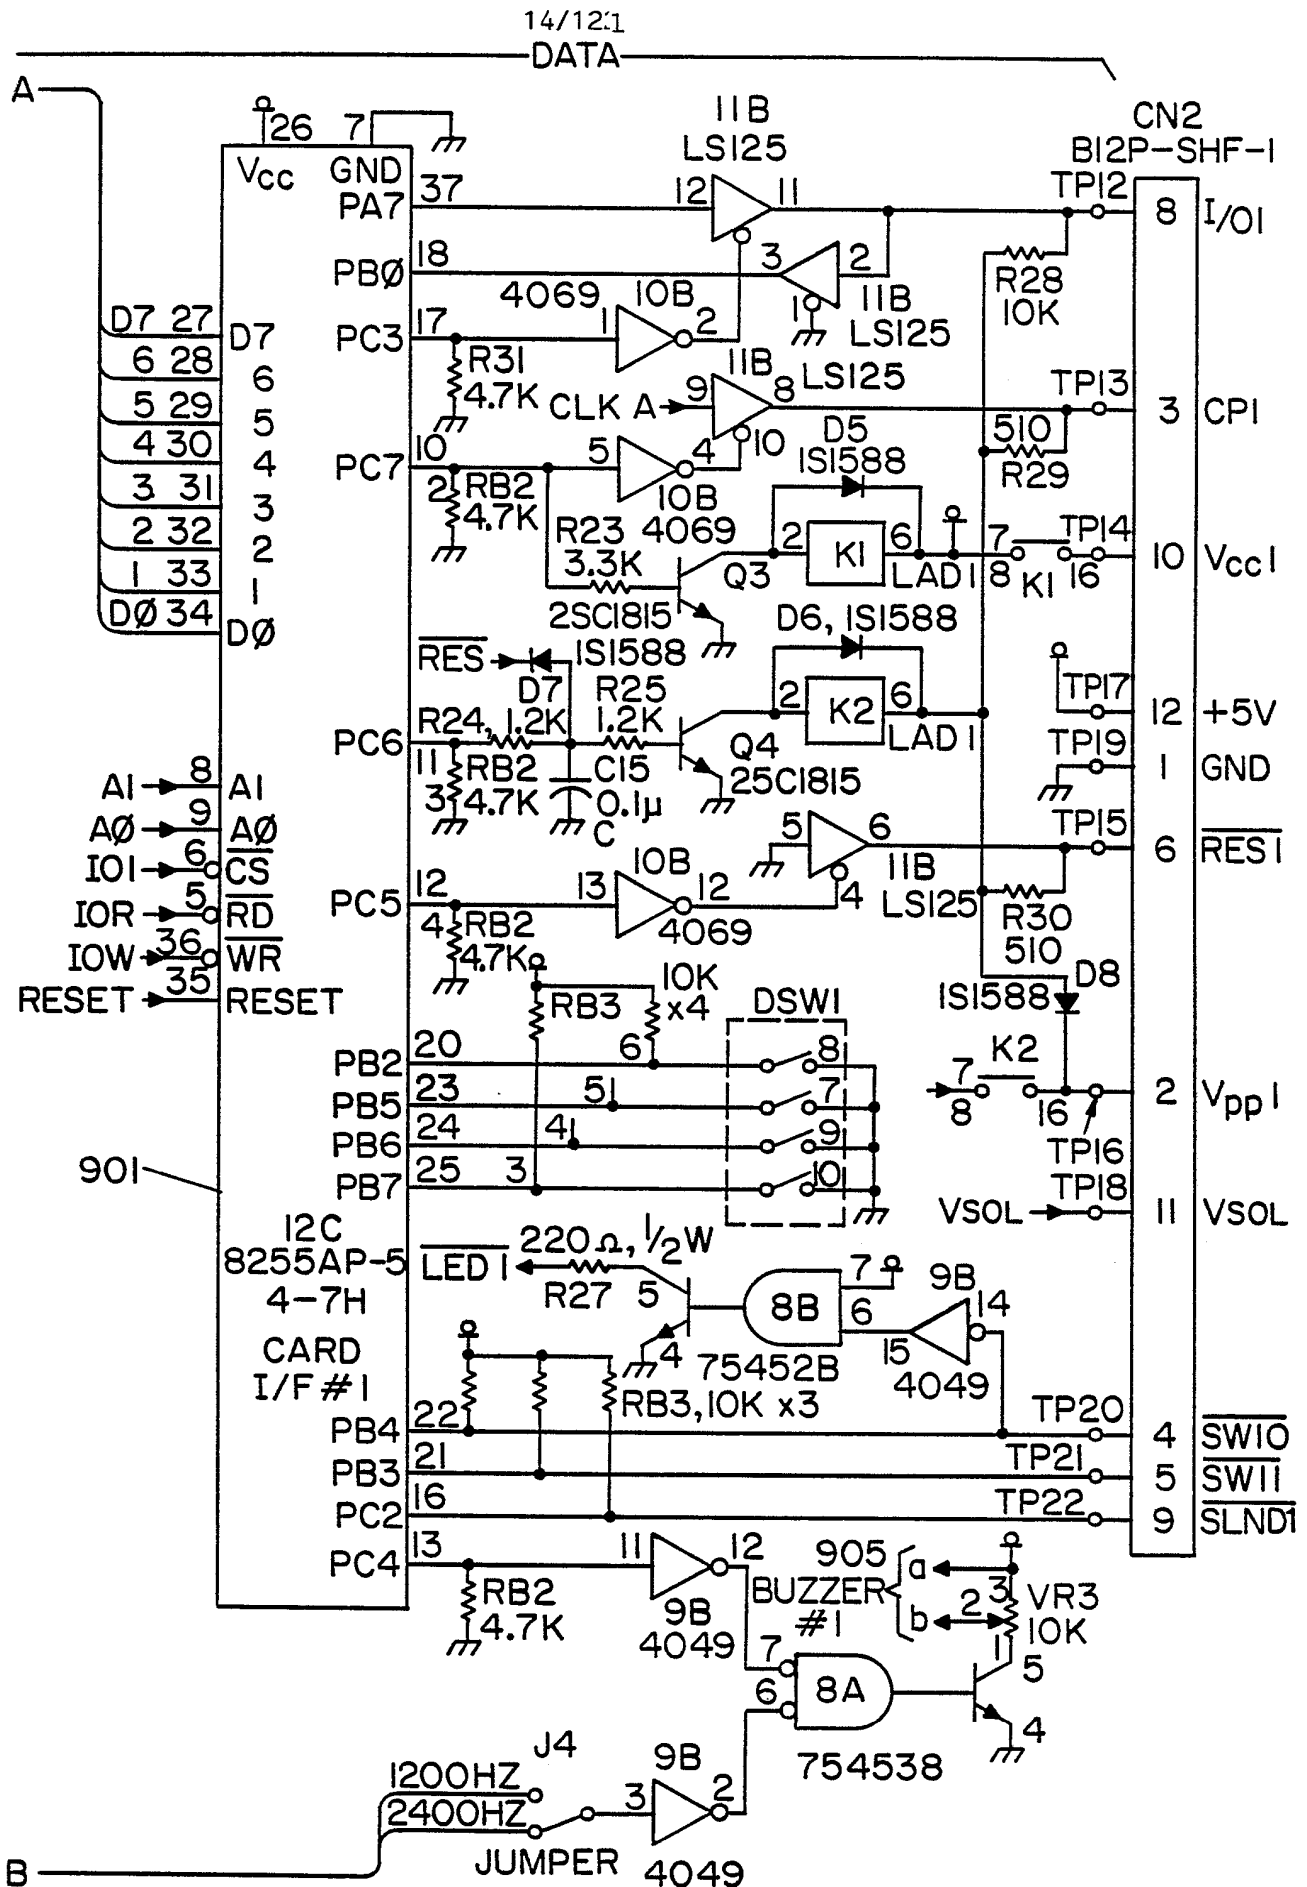 14/121
DATA
A
CN2
B12P-SHF-1
26 7
Vcc GND
11B
LS125
PA7 37 12 11 TP12 8 I/O1
PBØ 18 3 2
1 11B
LS125
R28
10K
4069 10B
PC3 17 1 2
R31
4.7K
11B
LS125
CLK A 9 8 TP13 3 CP1
10
510
R29
D7 27 D7
6 28 6
5 29 5
4 30 4
3 31 3
2 32 2
1 33 1
DØ 34 DØ
PC7 10 5 4
2 RB2
4.7K
10B
4069
D5
1S1588
R23
3.3K
Q3
2SC1815
2 K1 6
LAD1
7
8 K1 16
TP14 10 Vcc1
D6, 1S1588
RES
1S1588
D7
R25
1.2K
R24, 1.2K
2 K2 6
LAD1
TP17 12 +5V
TP19 1 GND
PC6 11
3 RB2
4.7K
C15
0.1µ
C
Q4
25C1815
A1 8 A1
AØ 9 AØ
IO1 6 CS
IOR 5 RD
IOW 36 WR
RESET 35 RESET
5 6
4
11B
LS125
TP15 6 RES1
R30
510
PC5 12 13 12
10B
4069
4 RB2
4.7K
RB3
10K
x4
DSW1
D8
1S1588
K2
7
8 16
2 Vpp1
TP16
PB2 20 6 8
PB5 23 5 7
PB6 24 4 9
PB7 25 3 10
TP18
VSOL 11 VSOL
901
12C
8255AP-5
4-7H
CARD
I/F #1
LED1
220Ω, 1/2W
R27
5
4
8B
75452B
7
6
9B
14
15
4049
RB3, 10K x3
PB4 22 TP20 4 SW10
PB3 21 TP21 5 SW11
PC2 16 TP22 9 SLND1
PC4 13 11 12
RB2
4.7K
9B
4049
905
BUZZER
#1
a
b
3
2
1
VR3
10K
7
6
8A
754538
5
4
J4
1200HZ
2400HZ
JUMPER
3 2
9B
4049
B